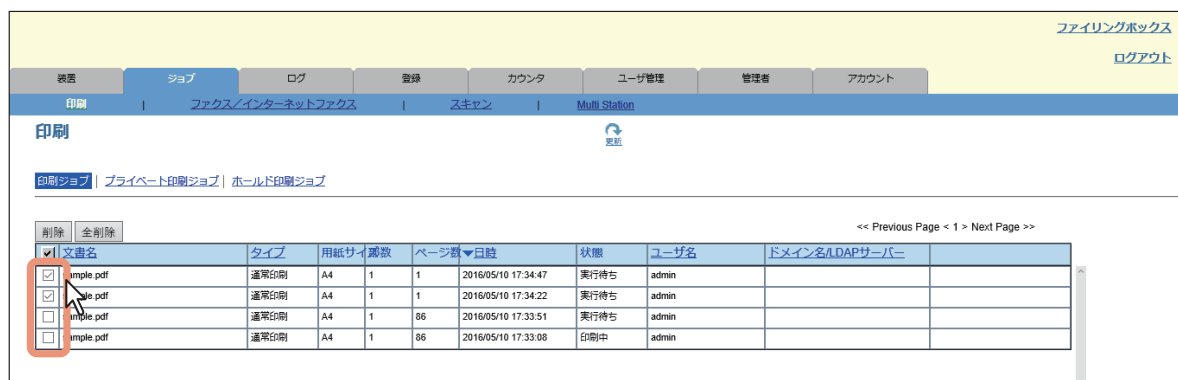 ファイリングボックス
ログアウト
装置 ジョブ ログ 登録 カウンタ ユーザ管理 管理者 アカウント
印刷 | ファクス／インターネットファクス | スキャン | Multi Station
印刷 更新
印刷ジョブ | プライベート印刷ジョブ | ホールド印刷ジョブ
削除 全削除 << Previous Page < 1 > Next Page >>
文書名 タイプ 用紙サイ 部数 ページ数 ▼日時 状態 ユーザ名 ドメイン名/LDAPサーバー
sample.pdf 通常印刷 A4 1 1 2016/05/10 17:34:47 実行待ち admin
sample.pdf 通常印刷 A4 1 1 2016/05/10 17:34:22 実行待ち admin
sample.pdf 通常印刷 A4 1 86 2016/05/10 17:33:51 実行待ち admin
sample.pdf 通常印刷 A4 1 86 2016/05/10 17:33:08 印刷中 admin